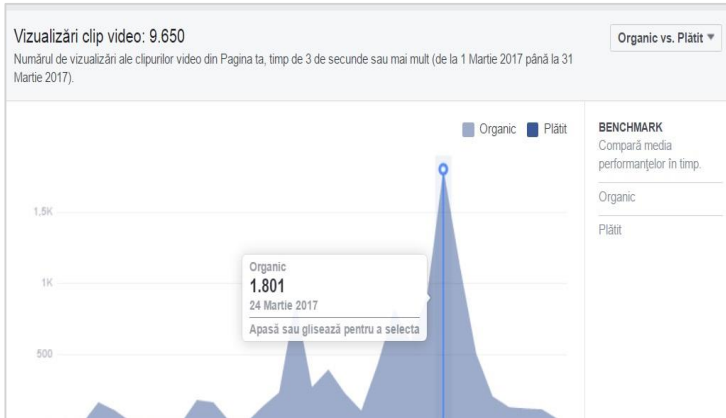 Vizualizări clip video: 9.650
Organic vs. Plătit
Numărul de vizualizări ale clipurilor video din Pagina ta, timp de 3 de secunde sau mai mult (de la 1 Martie 2017 până la 31
Martie 2017).
Organic
Plătit
BENCHMARK
Compară media
performanțelor în timp.
Organic
Plătit
1,5K
1K
500
Organic
1.801
24 Martie 2017
Apasă sau glisează pentru a selecta